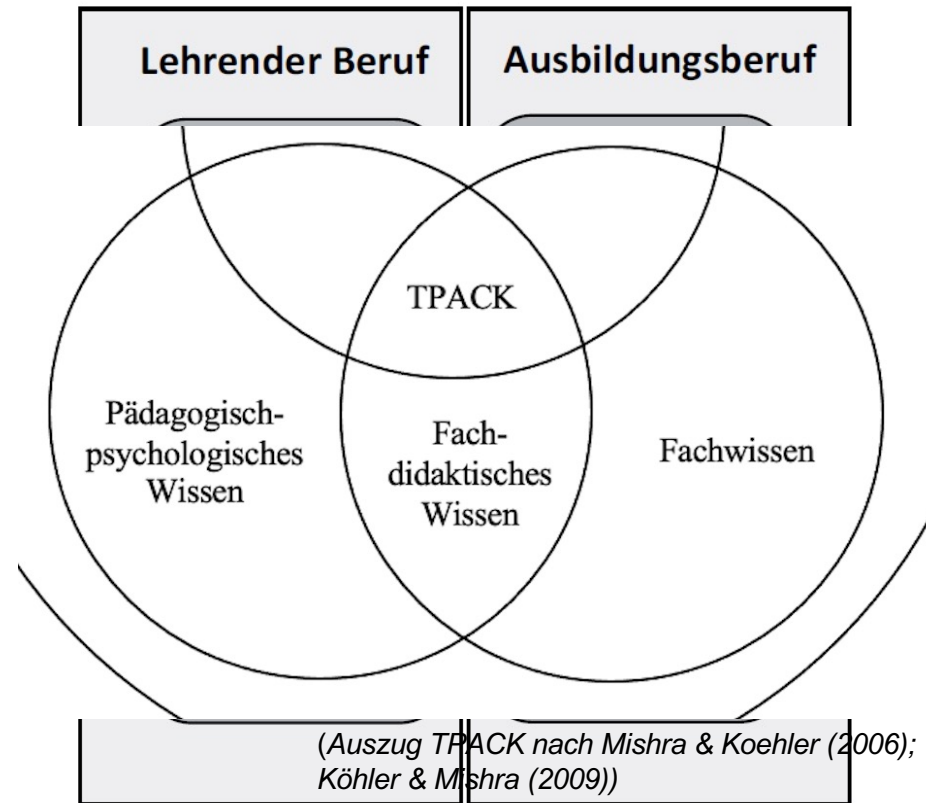 Lehrender Beruf
Ausbildungsberuf
TPACK
Pädagogisch-
psychologisches
Wissen
Fach-
didaktisches
Wissen
Fachwissen
(Auszug TPACK nach Mishra & Koehler (2006);
Köhler & Mishra (2009))